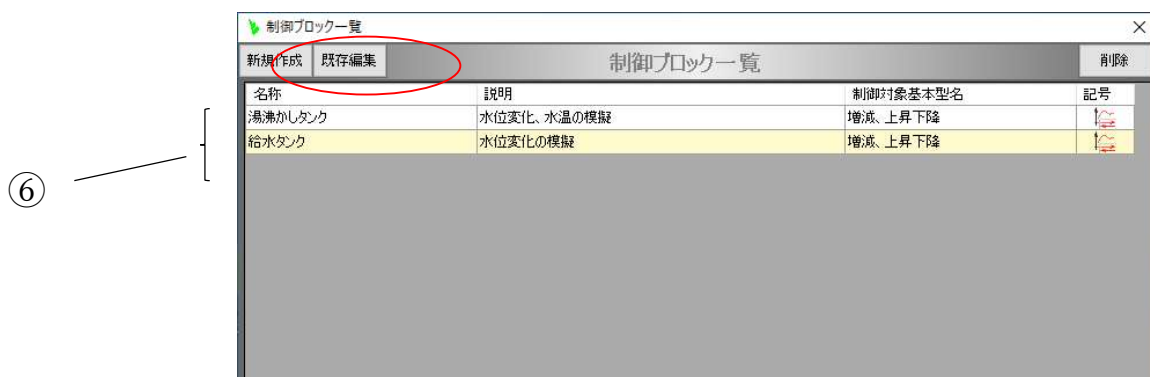 制御ブロック一覧
新規作成 既存編集 制御ブロック一覧 削除
名称 説明 制御対象基本型名 記号
湯沸かしタンク 水位変化、水温の模擬 増減、上昇下降
給水タンク 水位変化の模擬 増減、上昇下降
⑥